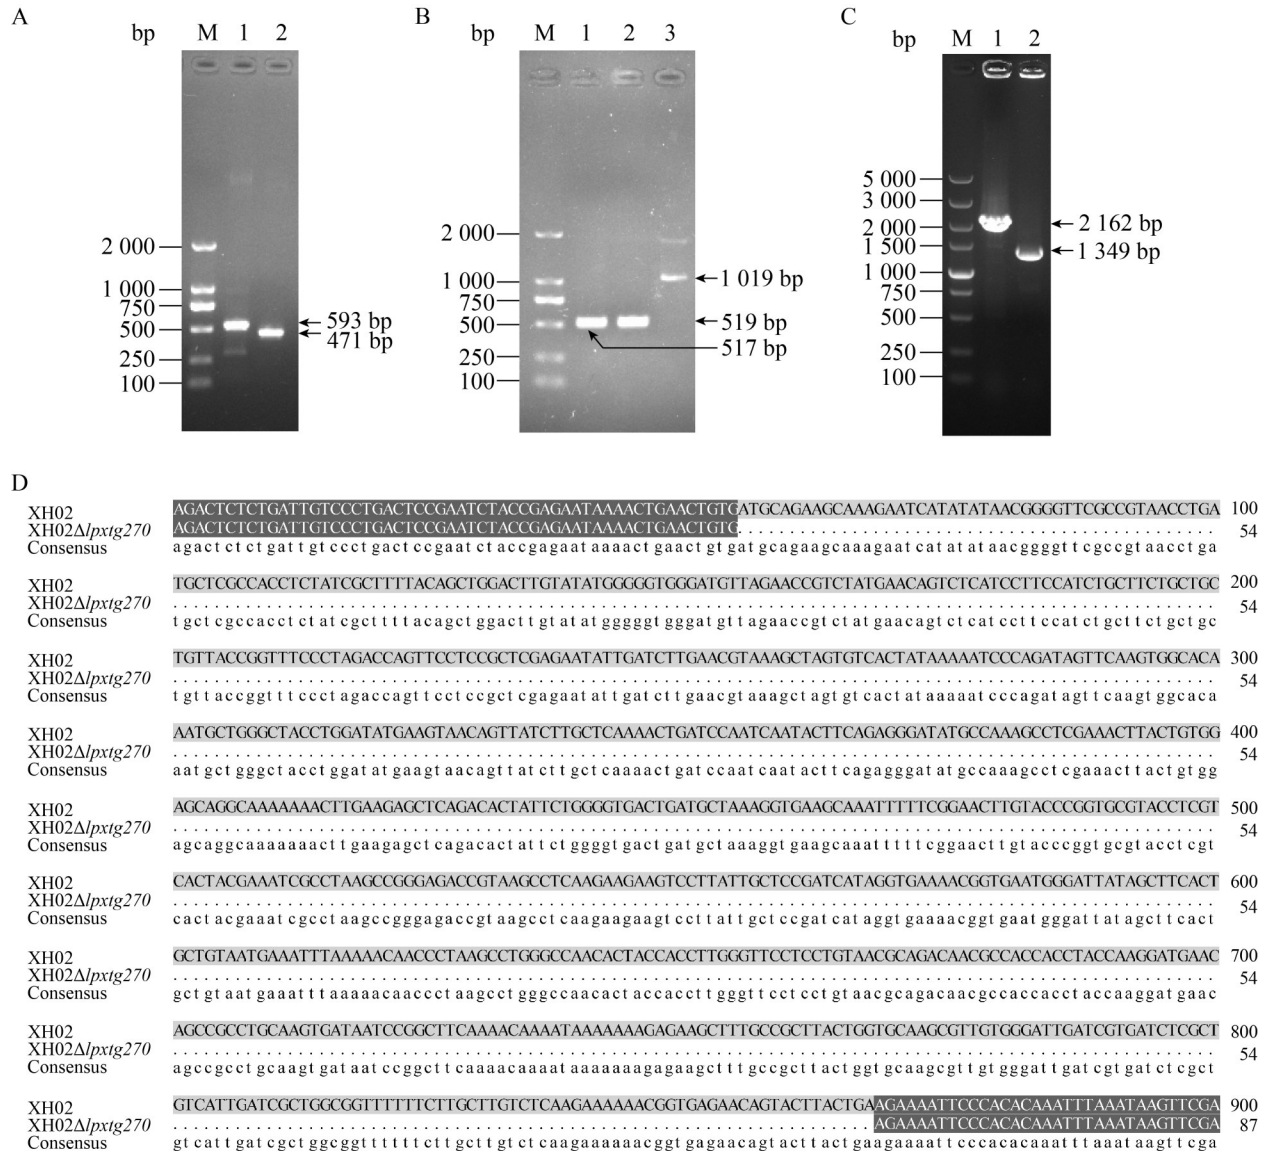 A
bp M 1 2
2 000
1 000
750
500
250
100
593 bp
471 bp
B
bp M 1 2 3
2 000
1 000
750
500
250
100
1 019 bp
519 bp
517 bp
C
bp M 1 2
5 000
3 000
2 000
1 500
1 000
750
500
250
100
2 162 bp
1 349 bp
D
XH02 AGACTCTCTGATTGTCCCTGACTCCGAATCTACCGAGAATAAAACTGAACTGTGATGCAGAAGCAAAGAATCATATATAACGGGGTTCGCCGTAACCTGA 100
XH02Δlpxtg270 AGACTCTCTGATTGTCCCTGACTCCGAATCTACCGAGAATAAAACTGAACTGTG 54
Consensus agactctctgattgtccctgactccgaatctaccgagaataaaactgaactgtgatgcagaagcaaagaatcatatataacggggttcgccgtaacctga
XH02 TGCTCGCCACCTCTATCGCTTTTACAGCTGGACTTGTATATGGGGGTGGGATGTTAGAACCGTCTATGAACAGTCTCATCCTTCCATCTGCTTCTGCTGC 200
XH02Δlpxtg270 54
Consensus tgctcgccacctctatcgcttttacagctggacttgtatatgggggtgggatgttagaaccgtctatgaacagtctcatccttccatctgcttctgctgc
XH02 TGTTACCGGTTTCCCTAGACCAGTTCCTCCGCTCGAGAATATTGATCTTGAACGTAAAGCTAGTGTCACTATAAAAATCCCAGATAGTTCAAGTGGCACA 300
XH02Δlpxtg270 54
Consensus tgttaccggtttccctagaccagttcctccgctcgagaatattgatcttgaacgtaaagctagtgtcactataaaaatcccagatagttcaagtggcaca
XH02 AATGCTGGGCTACCTGGATATGAAGTAACAGTTATCTTGCTCAAAACTGATCCAATCAATACTTCAGAGGGATATGCCAAAGCCTCGAAACTTACTGTGG 400
XH02Δlpxtg270 54
Consensus aatgctgggctacctggatatgaagtaacagttatcttgctcaaaactgatccaatcaatacttcagagggatatgccaaagcctcgaaacttactgtgg
XH02 AGCAGGCAAAAAAACTTGAAGAGCTCAGACACTATTCTGGGGTGACTGATGCTAAAGGTGAAGCAAATTTTTCGGAACTTGTACCCGGTGCGTACCTCGT 500
XH02Δlpxtg270 54
Consensus agcaggcaaaaaaacttgaagagctcagacactattctggggtgactgatgctaaaggtgaagcaaatttttcggaacttgtacccggtgcgtacctcgt
XH02 CACTACGAAATCGCCTAAGCCGGGAGACCGTAAGCCTCAAGAAGAAGTCCTTATTGCTCCGATCATAGGTGAAAACGGTGAATGGGATTATAGCTTCACT 600
XH02Δlpxtg270 54
Consensus cactacgaaatcgcctaagccgggagaccgtaagcctcaagaagaagtccttattgctccgatcataggtgaaaacggtgaatgggattatagcttcact
XH02 GCTGTAATGAAATTTAAAAACAACCCTAAGCCTGGGCCAACACTACCACCTTGGGTTCCTCCTGTAACGCAGACAACGCCACCACCTACCAAGGATGAAC 700
XH02Δlpxtg270 54
Consensus gctgtaatgaaatttaaaaacaaccctaagcctgggccaacactaccaccttgggttcctcctgtaacgcagacaacgccaccacctaccaaggatgaac
XH02 AGCCGCCTGCAAGTGATAATCCGGCTTCAAAACAAAATAAAAAAAGAGAAGCTTTGCCGCTTACTGGTGCAAGCGTTGTGGGATTGATCGTGATCTCGCT 800
XH02Δlpxtg270 54
Consensus agccgcctgcaagtgataatccggcttcaaaacaaaataaaaaaagagaagctttgccgcttactggtgcaagcgttgtgggattgatcgtgatctcgct
XH02 GTCATTGATCGCTGGCGGTTTTTTCTTGCTTGTCTCAAGAAAAAACGGTGAGAACAGTACTTACTGAAGAAAATTCCCACACAAATTTAAATAAGTTCGA 900
XH02Δlpxtg270 AGAAAATTCCCACACAAATTTAAATAAGTTCGA 87
Consensus gtcattgatcgctggcggttttttcttgcttgtctcaagaaaaaacggtgagaacagtacttactgaagaaaattcccacacaaatttaaataagttcga